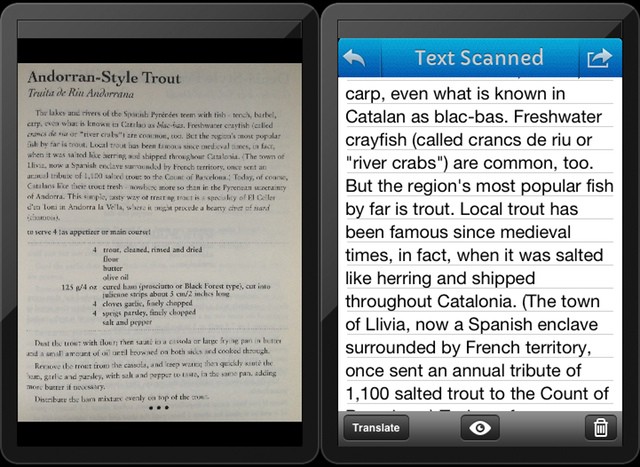 Andorran-Style Trout
Truita de Riu Andorrana
The lakes and rivers of the Spanish Pyrenees teem with fish - tench, barbel,
carp, even what is known in Catalan as blac-bas. Freshwater crayfish (called
crancs de riu or "river crabs") are common, too. But the region's most popular
fish by far is trout. Local trout has been famous since medieval times, in fact,
when it was salted like herring and shipped throughout Catalonia. (The town of
Llivia, now a Spanish enclave surrounded by French territory, once sent an
annual tribute of 1,100 salted trout to the Count of Barcelona.) Today, of course,
Catalans like their trout fresh - nowhere more so than in the Pyrenean
of Andorra. This simple, tasty way of treating trout is a speciality of El Celler
d'en Toni in Andorra la Vella, where it might precede a hearty civet of isard
(chamois).
to serve 4 (as appetizer or main course)
4 trout, cleaned, rinsed and dried
flour
butter
olive oil
125 g/4 oz cured ham (prosciutto or Black Forest type), cut into
julienne strips about 5 cm/2 inches long
4 cloves garlic, finely chopped
4 sprigs parsley, finely chopped
salt and pepper
Dust the trout with flour; then sauté in a cassola or large frying pan in butter
and a small amount of oil until browned on both sides and cooked through.
Remove the trout from the cassola, and keep warm; then quickly sauté the
ham, garlic and parsley, with salt and pepper to taste, in the same pan, adding
more butter if necessary.
Distribute the ham mixture evenly on top of the trout.
Text Scanned
carp, even what is known in
Catalan as blac-bas. Freshwater
crayfish (called crancs de riu or
"river crabs") are common, too.
But the region's most popular fish
by far is trout. Local trout has
been famous since medieval
times, in fact, when it was salted
like herring and shipped
throughout Catalonia. (The town
of Llivia, now a Spanish enclave
surrounded by French territory,
once sent an annual tribute of
1,100 salted trout to the Count of
Translate